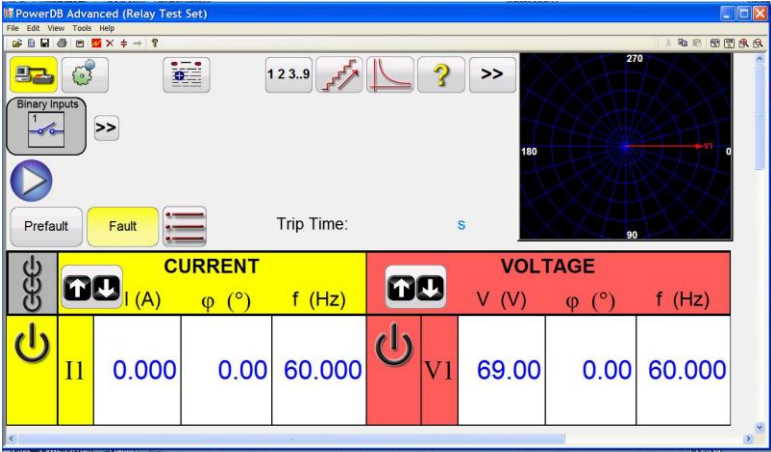 PowerDB Advanced (Relay Test Set)
File Edit View Tools Help
?
1 2 3..9 ? >>
Binary Inputs
1
>>
270
180
V1
0
90
Prefault Fault Trip Time: s
CURRENT VOLTAGE
I (A) φ (°) f (Hz) V (V) φ (°) f (Hz)
I1 0.000 0.00 60.000 V1 69.00 0.00 60.000